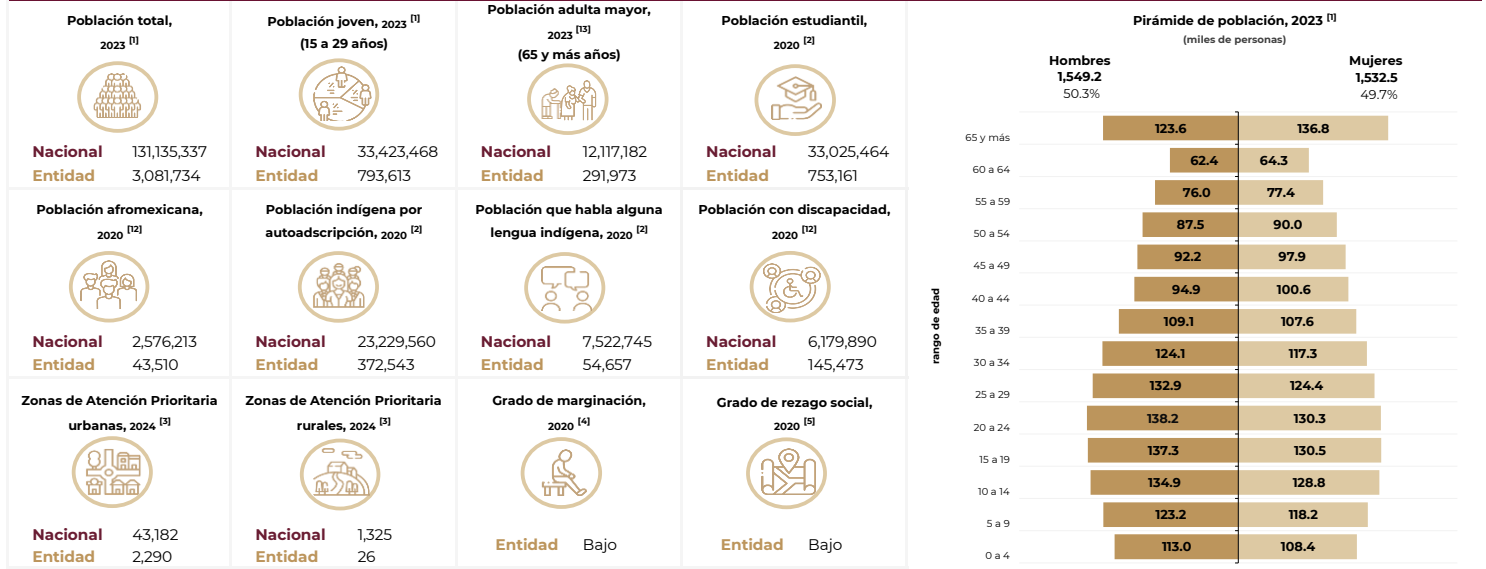 Población total,
2023 [1]
Nacional 131,135,337
Entidad 3,081,734
Población joven, 2023 [1]
(15 a 29 años)
Nacional 33,423,468
Entidad 793,613
Población adulta mayor,
2023 [13]
(65 y más años)
Nacional 12,117,182
Entidad 291,973
Población estudiantil,
2020 [2]
Nacional 33,025,464
Entidad 753,161
Población afromexicana,
2020 [12]
Nacional 2,576,213
Entidad 43,510
Población indígena por
autoadscripción, 2020 [2]
Nacional 23,229,560
Entidad 372,543
Población que habla alguna
lengua indígena, 2020 [2]
Nacional 7,522,745
Entidad 54,657
Población con discapacidad,
2020 [12]
Nacional 6,179,890
Entidad 145,473
Zonas de Atención Prioritaria
urbanas, 2024 [3]
Nacional 43,182
Entidad 2,290
Zonas de Atención Prioritaria
rurales, 2024 [3]
Nacional 1,325
Entidad 26
Grado de marginación,
2020 [4]
Entidad Bajo
Grado de rezago social,
2020 [5]
Entidad Bajo
Pirámide de población, 2023 [1]
(miles de personas)
Hombres Mujeres
1,549.2 1,532.5
50.3% 49.7%
rango de edad
65 y más 123.6 136.8
60 a 64 62.4 64.3
55 a 59 76.0 77.4
50 a 54 87.5 90.0
45 a 49 92.2 97.9
40 a 44 94.9 100.6
35 a 39 109.1 107.6
30 a 34 124.1 117.3
25 a 29 132.9 124.4
20 a 24 138.2 130.3
15 a 19 137.3 130.5
10 a 14 134.9 128.8
5 a 9 123.2 118.2
0 a 4 113.0 108.4